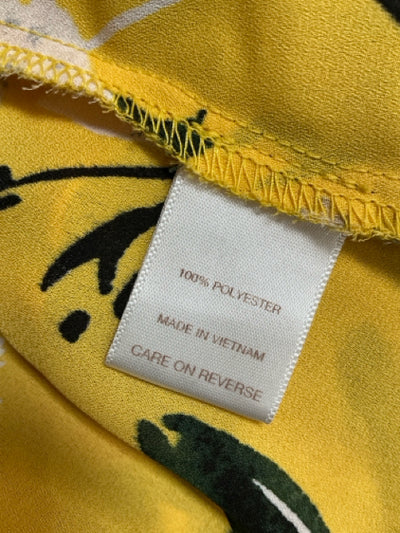 100% POLYESTER
MADE IN VIETNAM
CARE ON REVERSE